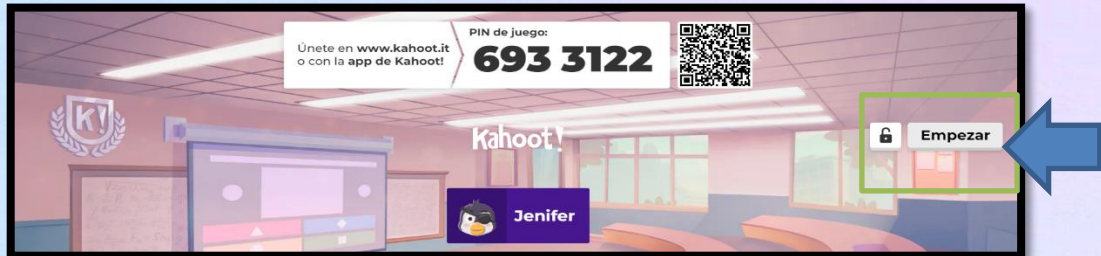 Únete en www.kahoot.it
o con la app de Kahoot!
PIN de juego:
693 3122
K!
Kahoot!
Empezar
Jenifer